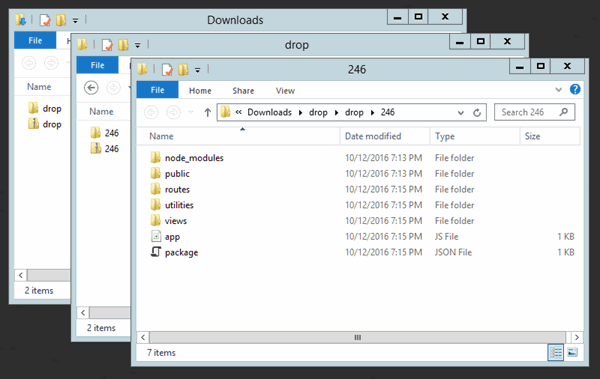 Downloads
File
H
Name
drop
drop
2 items
drop
File
H
Name
246
246
2 items
246
File Home Share View
« Downloads drop drop 246 Search 246
Name Date modified Type Size
node_modules 10/12/2016 7:13 PM File folder
public 10/12/2016 7:13 PM File folder
routes 10/12/2016 7:15 PM File folder
utilities 10/12/2016 7:15 PM File folder
views 10/12/2016 7:15 PM File folder
app 10/12/2016 7:15 PM JS File 1 KB
package 10/12/2016 7:15 PM JSON File 1 KB
7 items